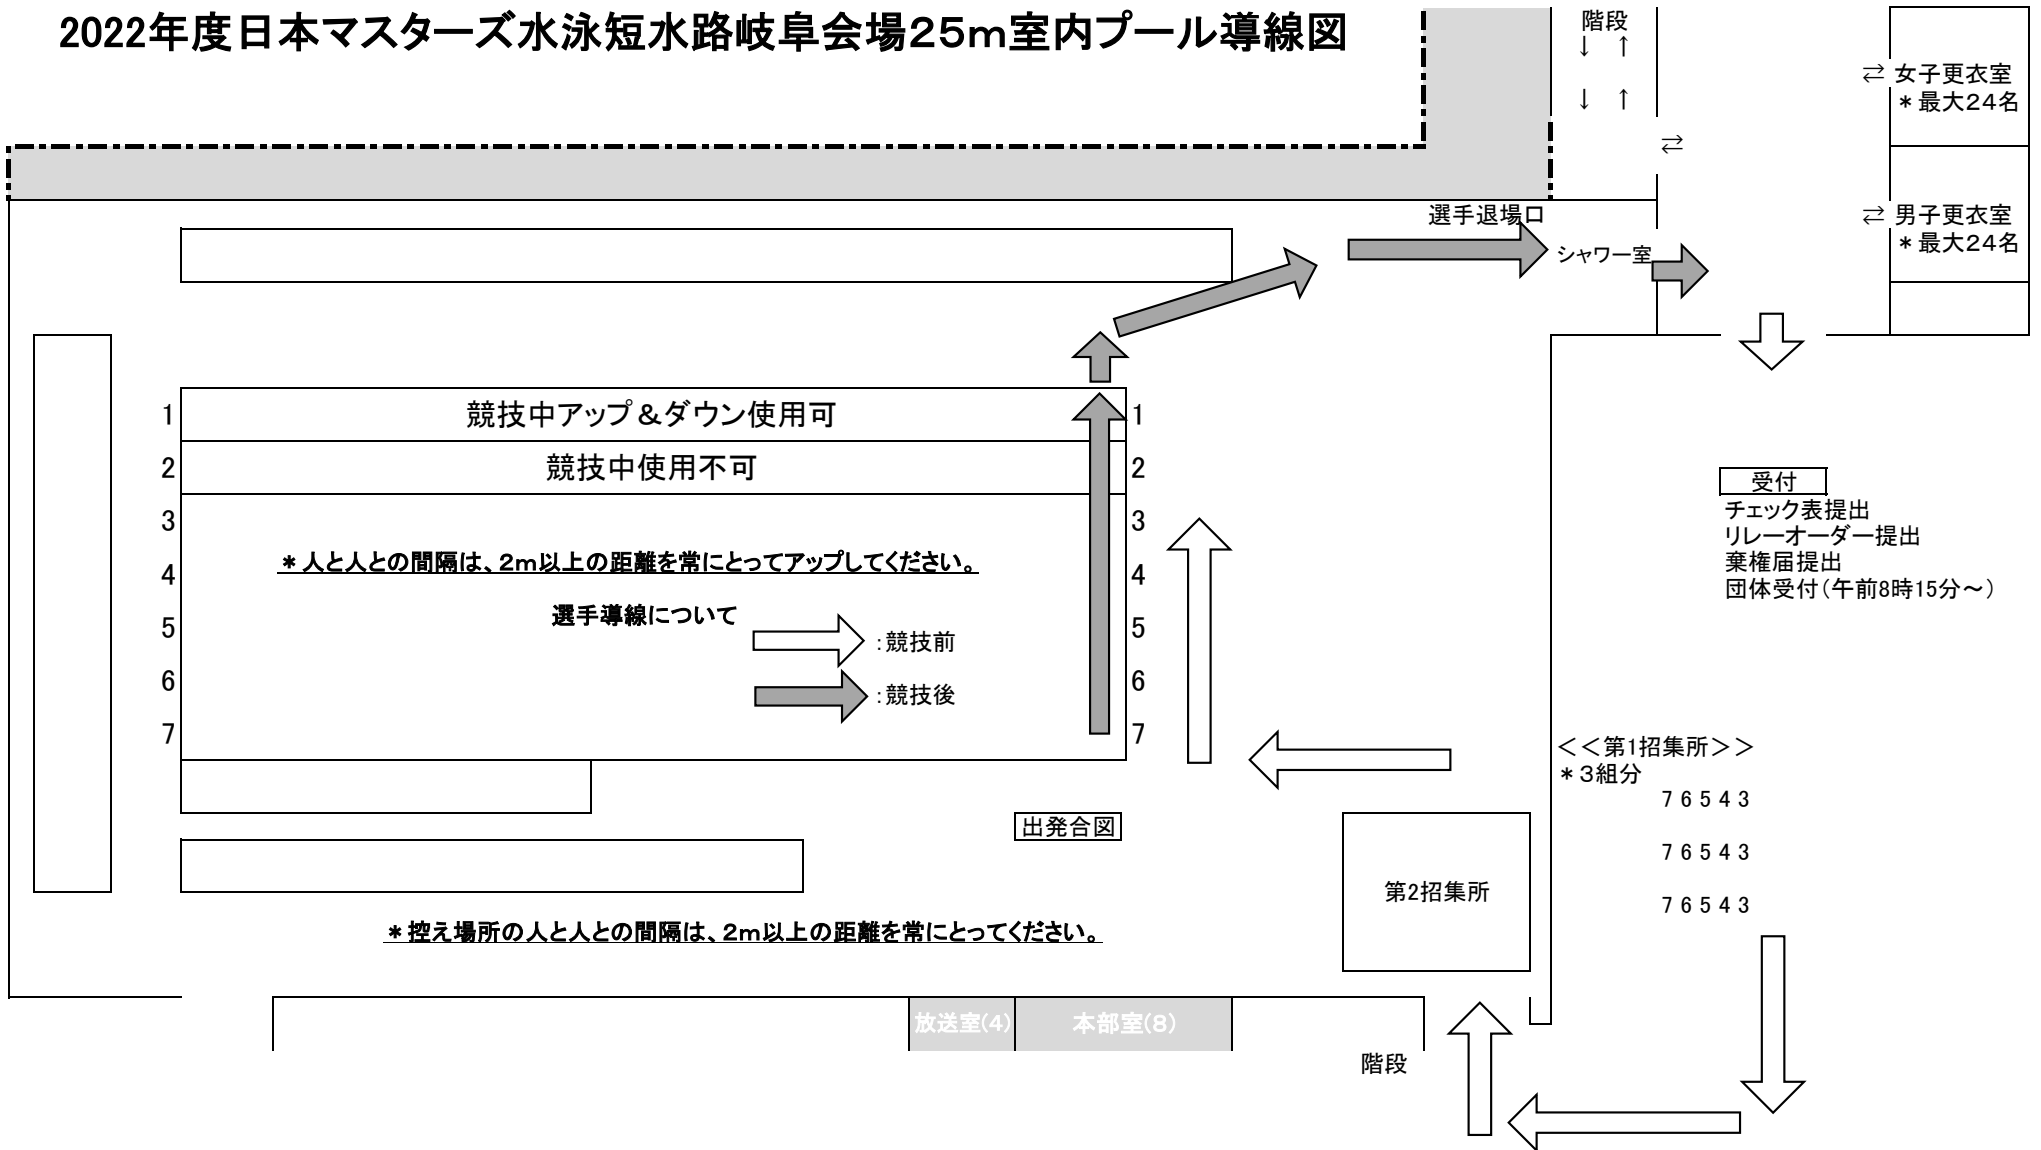 2022年度日本マスターズ水泳短水路岐阜会場25ｍ室内プール導線図
階段
↓ ↑
↓ ↑
⇄ 女子更衣室
＊最大24名
⇄
⇄ 男子更衣室
＊最大24名
選手退場口
シャワー室
1 競技中アップ＆ダウン使用可 1
2 競技中使用不可 2
3 3
＊人と人との間隔は、2ｍ以上の距離を常にとってアップしてください。
4 4
選手導線について
5 5
：競技前
6 6
：競技後
7 7
受付
チェック表提出
リレーオーダー提出
棄権届提出
団体受付（午前8時15分～）
＜＜第1招集所＞＞
＊３組分
7 6 5 4 3
7 6 5 4 3
7 6 5 4 3
出発合図
第2招集所
＊控え場所の人と人との間隔は、2ｍ以上の距離を常にとってください。
放送室(4) 本部室(8)
階段